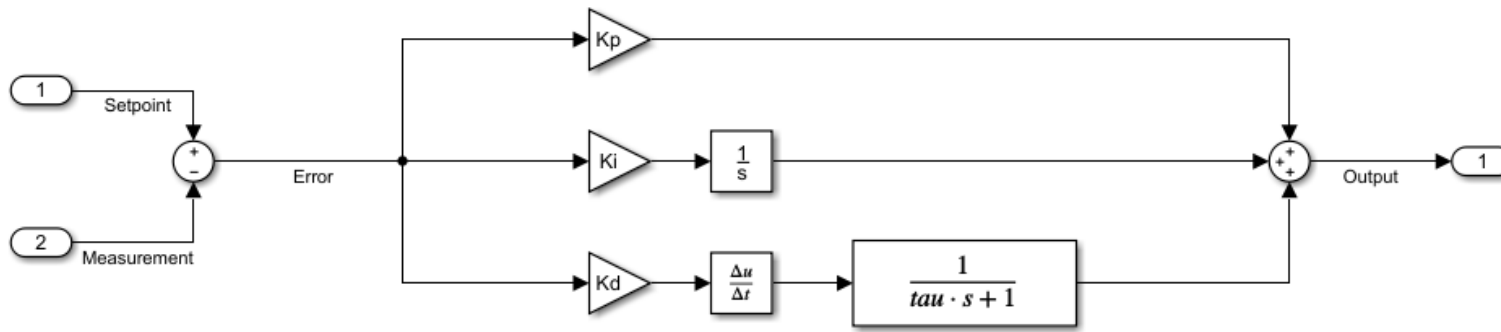 Kp
1
Setpoint
+
−
Error
Ki
1
s
+
+
+
Output
1
2
Measurement
Kd
Δu
Δt
1
tau · s + 1